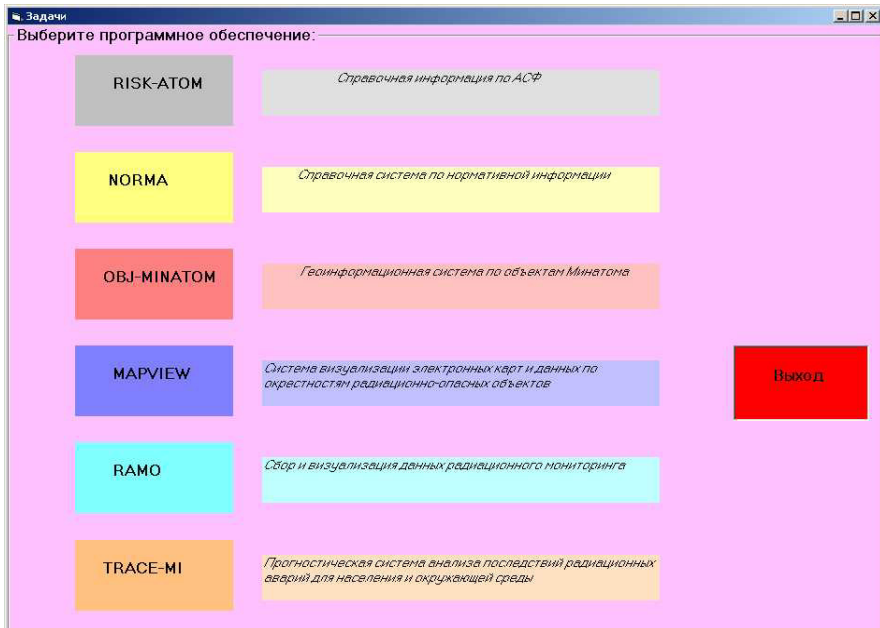 Задачи
Выберите программное обеспечение:
RISK-ATOM
Справочная информация по АСФ
NORMA
Справочная система по нормативной информации
OBJ-MINATOM
Геоинформационная система по объектам Минатома
MAPVIEW
Система визуализации электронных карт и данных по
окрестностям радиационно-опасных объектов
Выход
RAMO
Сбор и визуализация данных радиационного мониторинга
TRACE-MI
Прогностическая система анализа последствий радиационных
аварий для населения и окружающей среды